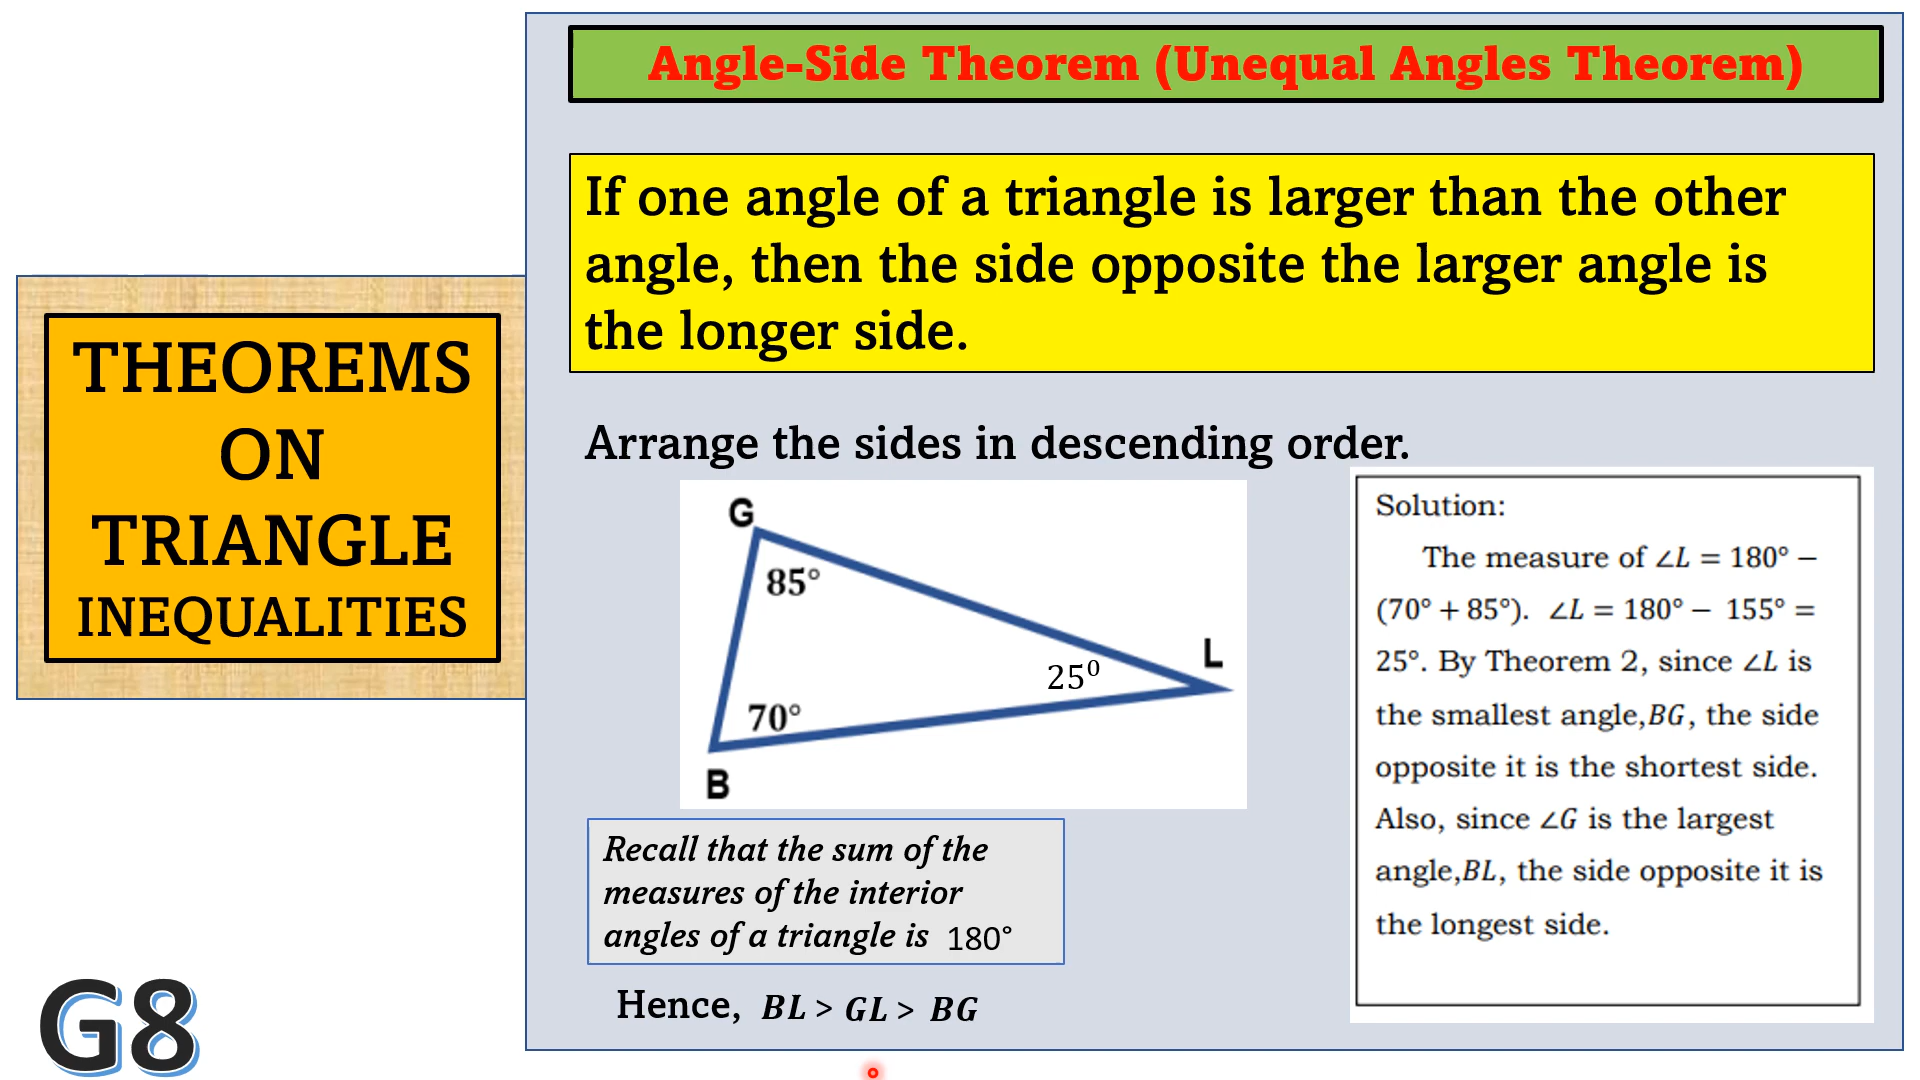 Angle-Side Theorem (Unequal Angles Theorem)
If one angle of a triangle is larger than the other
angle, then the side opposite the larger angle is
the longer side.
THEOREMS
ON
TRIANGLE
INEQUALITIES
Arrange the sides in descending order.
G
85°
L
25⁰
70°
B
Recall that the sum of the
measures of the interior
angles of a triangle is 180°
Hence, BL > GL > BG
Solution:
The measure of ∠L = 180° −
(70° + 85°). ∠L = 180° − 155° =
25°. By Theorem 2, since ∠L is
the smallest angle,BG, the side
opposite it is the shortest side.
Also, since ∠G is the largest
angle,BL, the side opposite it is
the longest side.
G8